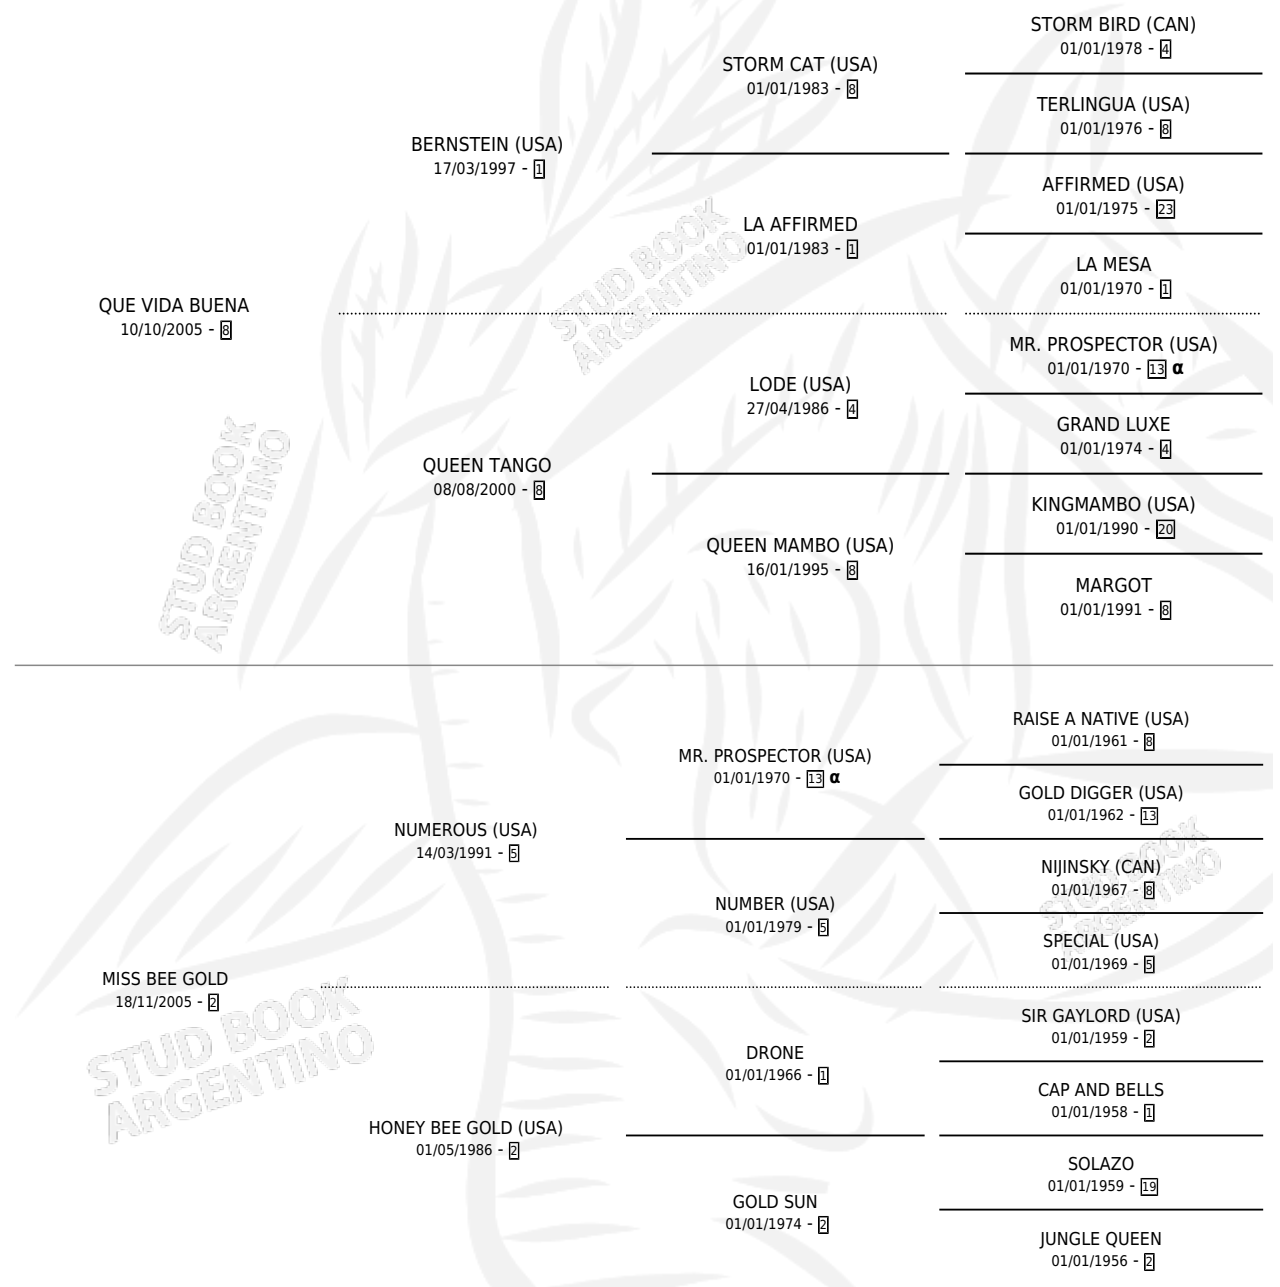 STORM BIRD (CAN)
01/01/1978 - 4
STORM CAT (USA)
01/01/1983 - 8
TERLINGUA (USA)
01/01/1976 - 8
BERNSTEIN (USA)
17/03/1997 - 1
AFFIRMED (USA)
01/01/1975 - 23
LA AFFIRMED
01/01/1983 - 1
LA MESA
01/01/1970 - 1
QUE VIDA BUENA
10/10/2005 - 8
MR. PROSPECTOR (USA)
01/01/1970 - 13 α
LODE (USA)
27/04/1986 - 4
GRAND LUXE
01/01/1974 - 4
QUEEN TANGO
08/08/2000 - 8
KINGMAMBO (USA)
01/01/1990 - 20
QUEEN MAMBO (USA)
16/01/1995 - 8
MARGOT
01/01/1991 - 8
RAISE A NATIVE (USA)
01/01/1961 - 8
MR. PROSPECTOR (USA)
01/01/1970 - 13 α
GOLD DIGGER (USA)
01/01/1962 - 13
NUMEROUS (USA)
14/03/1991 - 5
NIJINSKY (CAN)
01/01/1967 - 8
NUMBER (USA)
01/01/1979 - 5
SPECIAL (USA)
01/01/1969 - 5
MISS BEE GOLD
18/11/2005 - 2
SIR GAYLORD (USA)
01/01/1959 - 2
DRONE
01/01/1966 - 1
CAP AND BELLS
01/01/1958 - 1
HONEY BEE GOLD (USA)
01/05/1986 - 2
SOLAZO
01/01/1959 - 19
GOLD SUN
01/01/1974 - 2
JUNGLE QUEEN
01/01/1956 - 2
STUD BOOK
ARGENTINO
STUD BOOK
ARGENTINO
STUD BOOK
ARGENTINO
STUD BOOK
ARGENTINO